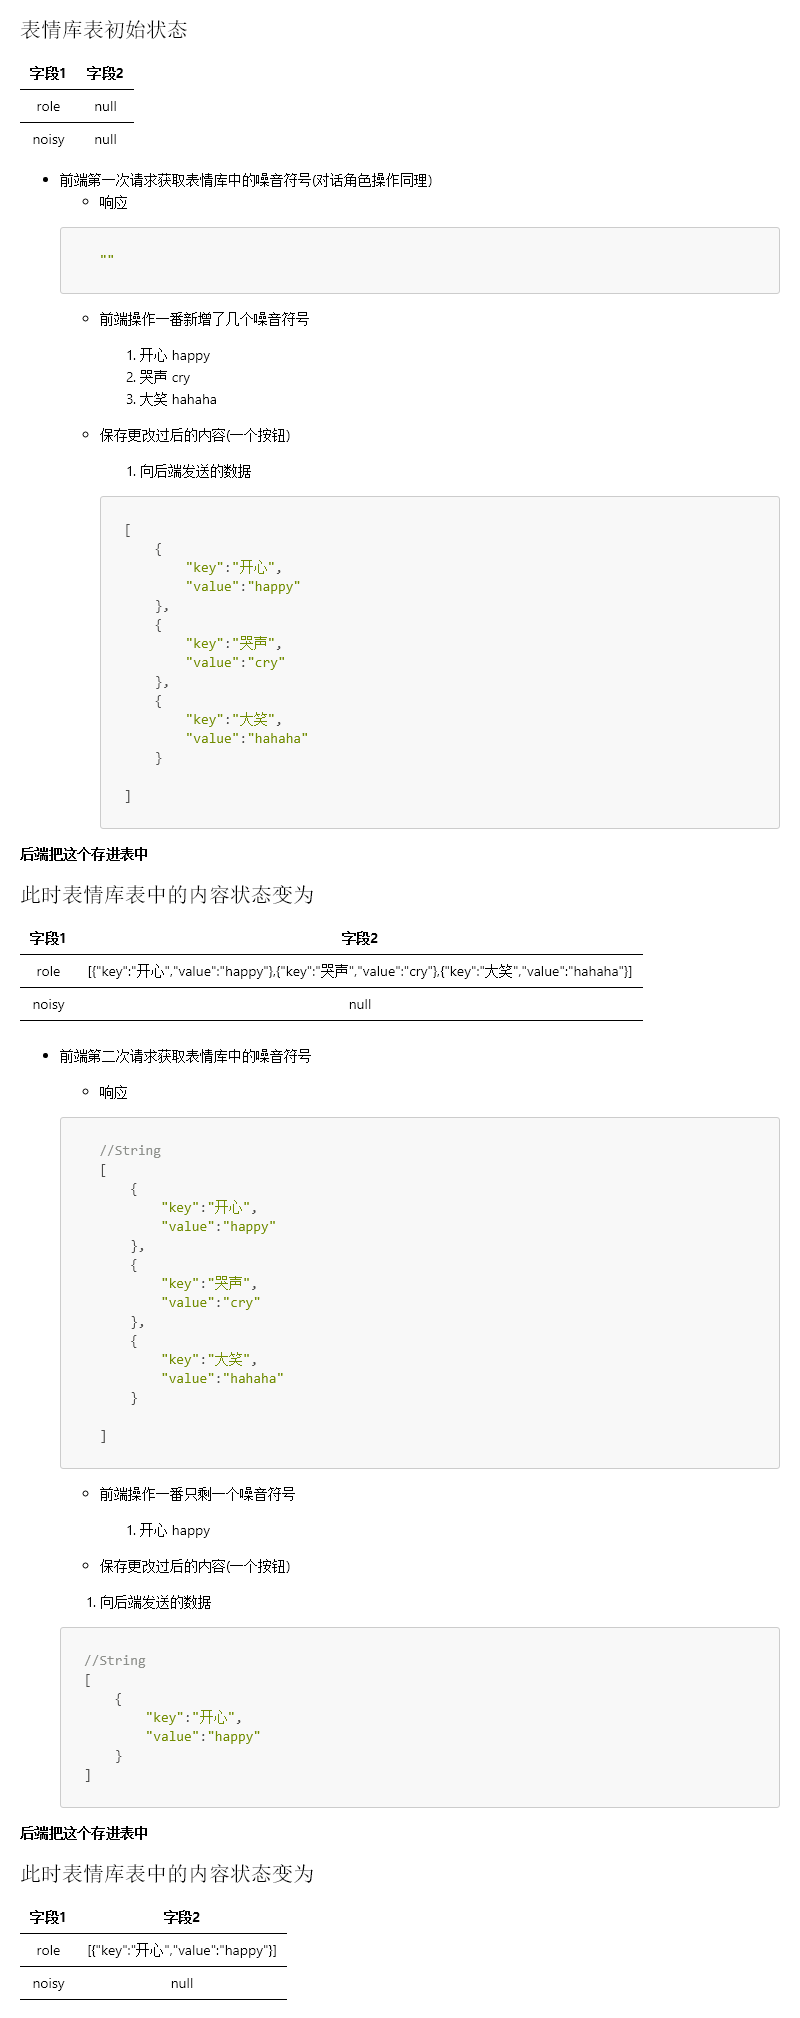 表情库表初始状态
字段1 字段2
role null
noisy null
前端第一次请求获取表情库中的噪音符号(对话角色操作同理)
响应
""
前端操作一番新增了几个噪音符号
1. 开心 happy
2. 哭声 cry
3. 大笑 hahaha
保存更改过后的内容(一个按钮)
1. 向后端发送的数据
[
{
"key":"开心",
"value":"happy"
},
{
"key":"哭声",
"value":"cry"
},
{
"key":"大笑",
"value":"hahaha"
}
]
后端把这个存进表中
此时表情库表中的内容状态变为
字段1 字段2
role [{"key":"开心","value":"happy"},{"key":"哭声","value":"cry"},{"key":"大笑","value":"hahaha"}]
noisy null
前端第二次请求获取表情库中的噪音符号
响应
//String
[
{
"key":"开心",
"value":"happy"
},
{
"key":"哭声",
"value":"cry"
},
{
"key":"大笑",
"value":"hahaha"
}
]
前端操作一番只剩一个噪音符号
1. 开心 happy
保存更改过后的内容(一个按钮)
1. 向后端发送的数据
//String
[
{
"key":"开心",
"value":"happy"
}
]
后端把这个存进表中
此时表情库表中的内容状态变为
字段1 字段2
role [{"key":"开心","value":"happy"}]
noisy null